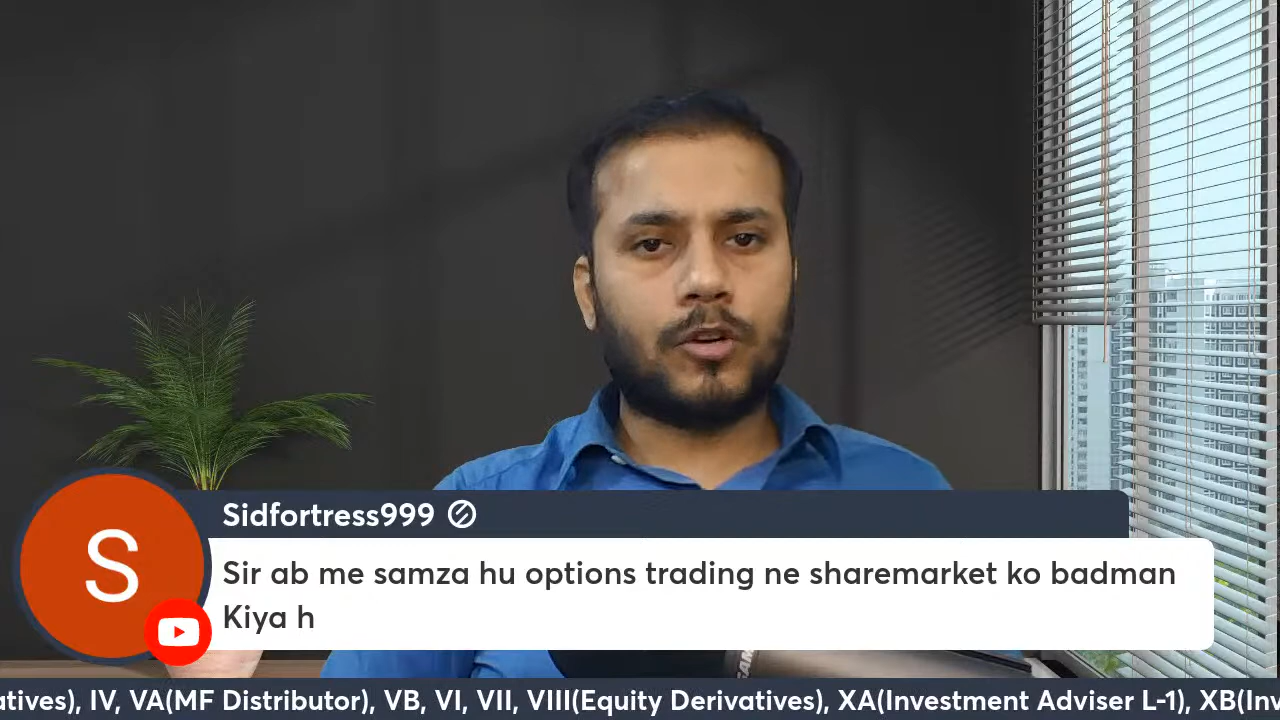 Sidfortress999
S
Sir ab me samza hu options trading ne sharemarket ko badman
Kiya h
atives), IV, VA(MF Distributor), VB, VI, VII, VIII(Equity Derivatives), XA(Investment Adviser L-1), XB(Inv